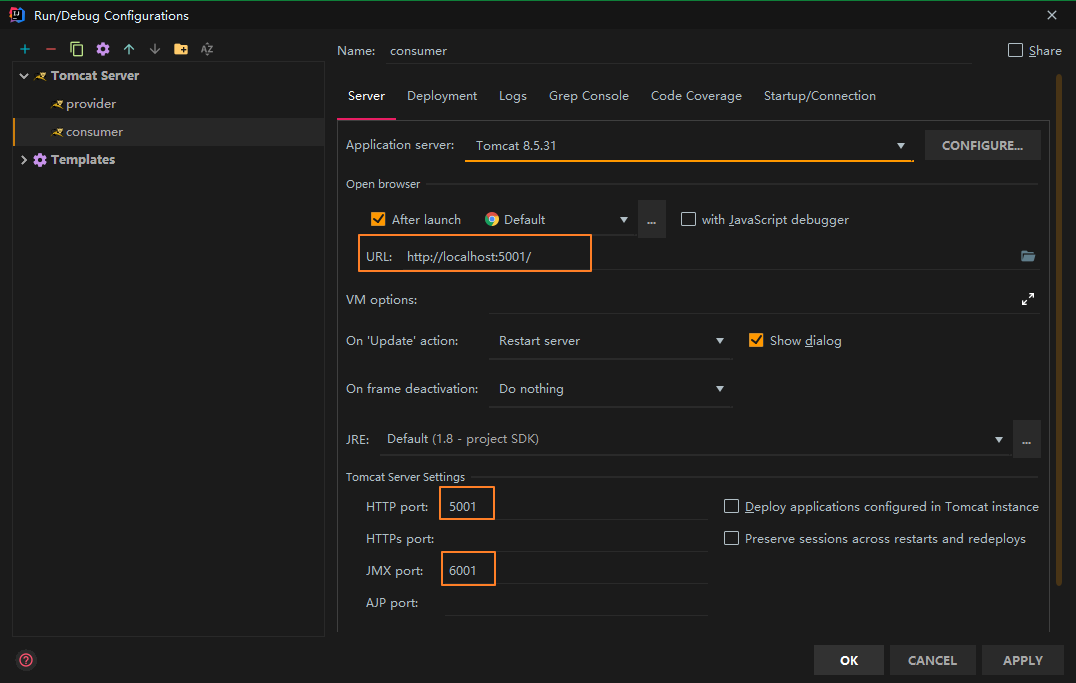 Run/Debug Configurations
Name: consumer
Share
Tomcat Server
provider
consumer
Templates
Server Deployment Logs Grep Console Code Coverage Startup/Connection
Application server: Tomcat 8.5.31 CONFIGURE...
Open browser
After launch Default ... with JavaScript debugger
URL: http://localhost:5001/
VM options:
On 'Update' action: Restart server Show dialog
On frame deactivation: Do nothing
JRE: Default (1.8 - project SDK) ...
Tomcat Server Settings
HTTP port: 5001 Deploy applications configured in Tomcat instance
HTTPs port: Preserve sessions across restarts and redeploys
JMX port: 6001
AJP port:
? OK CANCEL APPLY